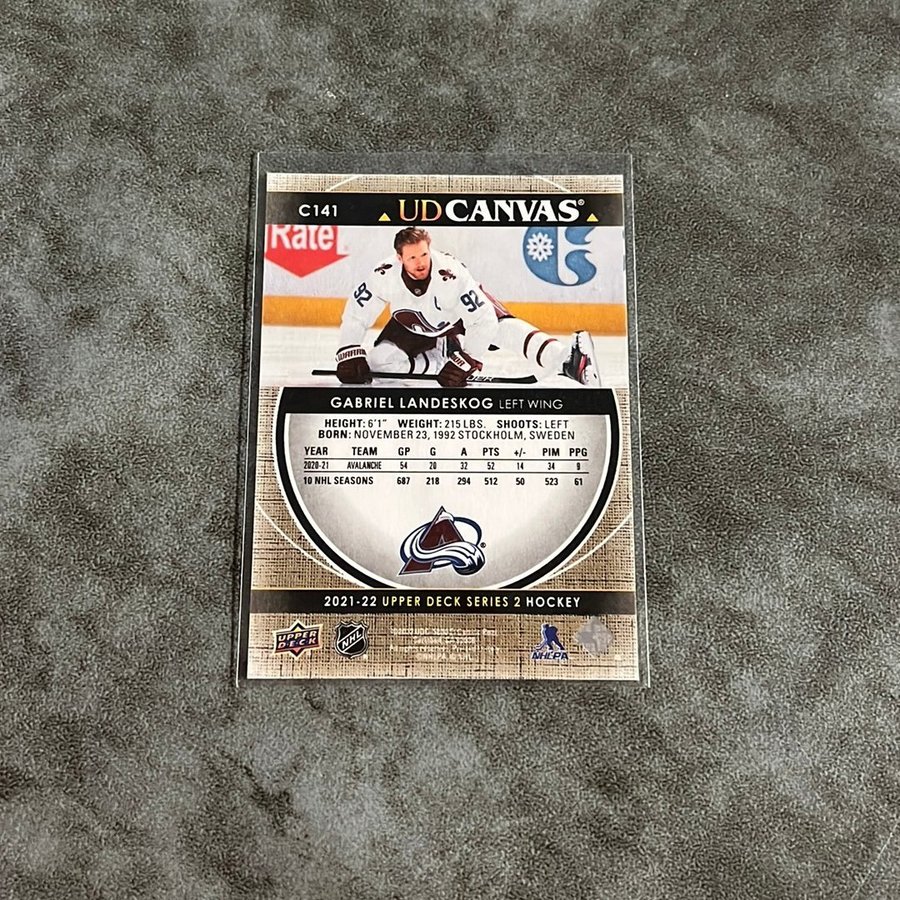 C141 UD CANVAS®
Rate
92 92
WARRIOR
GABRIEL LANDESKOG LEFT WING
HEIGHT: 6'1" WEIGHT: 215 LBS. SHOOTS: LEFT
BORN: NOVEMBER 23, 1992 STOCKHOLM, SWEDEN
YEAR TEAM GP G A PTS +/- PIM PPG
2020-21 AVALANCHE 54 20 32 52 14 34 9
10 NHL SEASONS 687 218 294 512 50 523 61
A ®
2021-22 UPPER DECK SERIES 2 HOCKEY
UPPER DECK NHL NHLPA